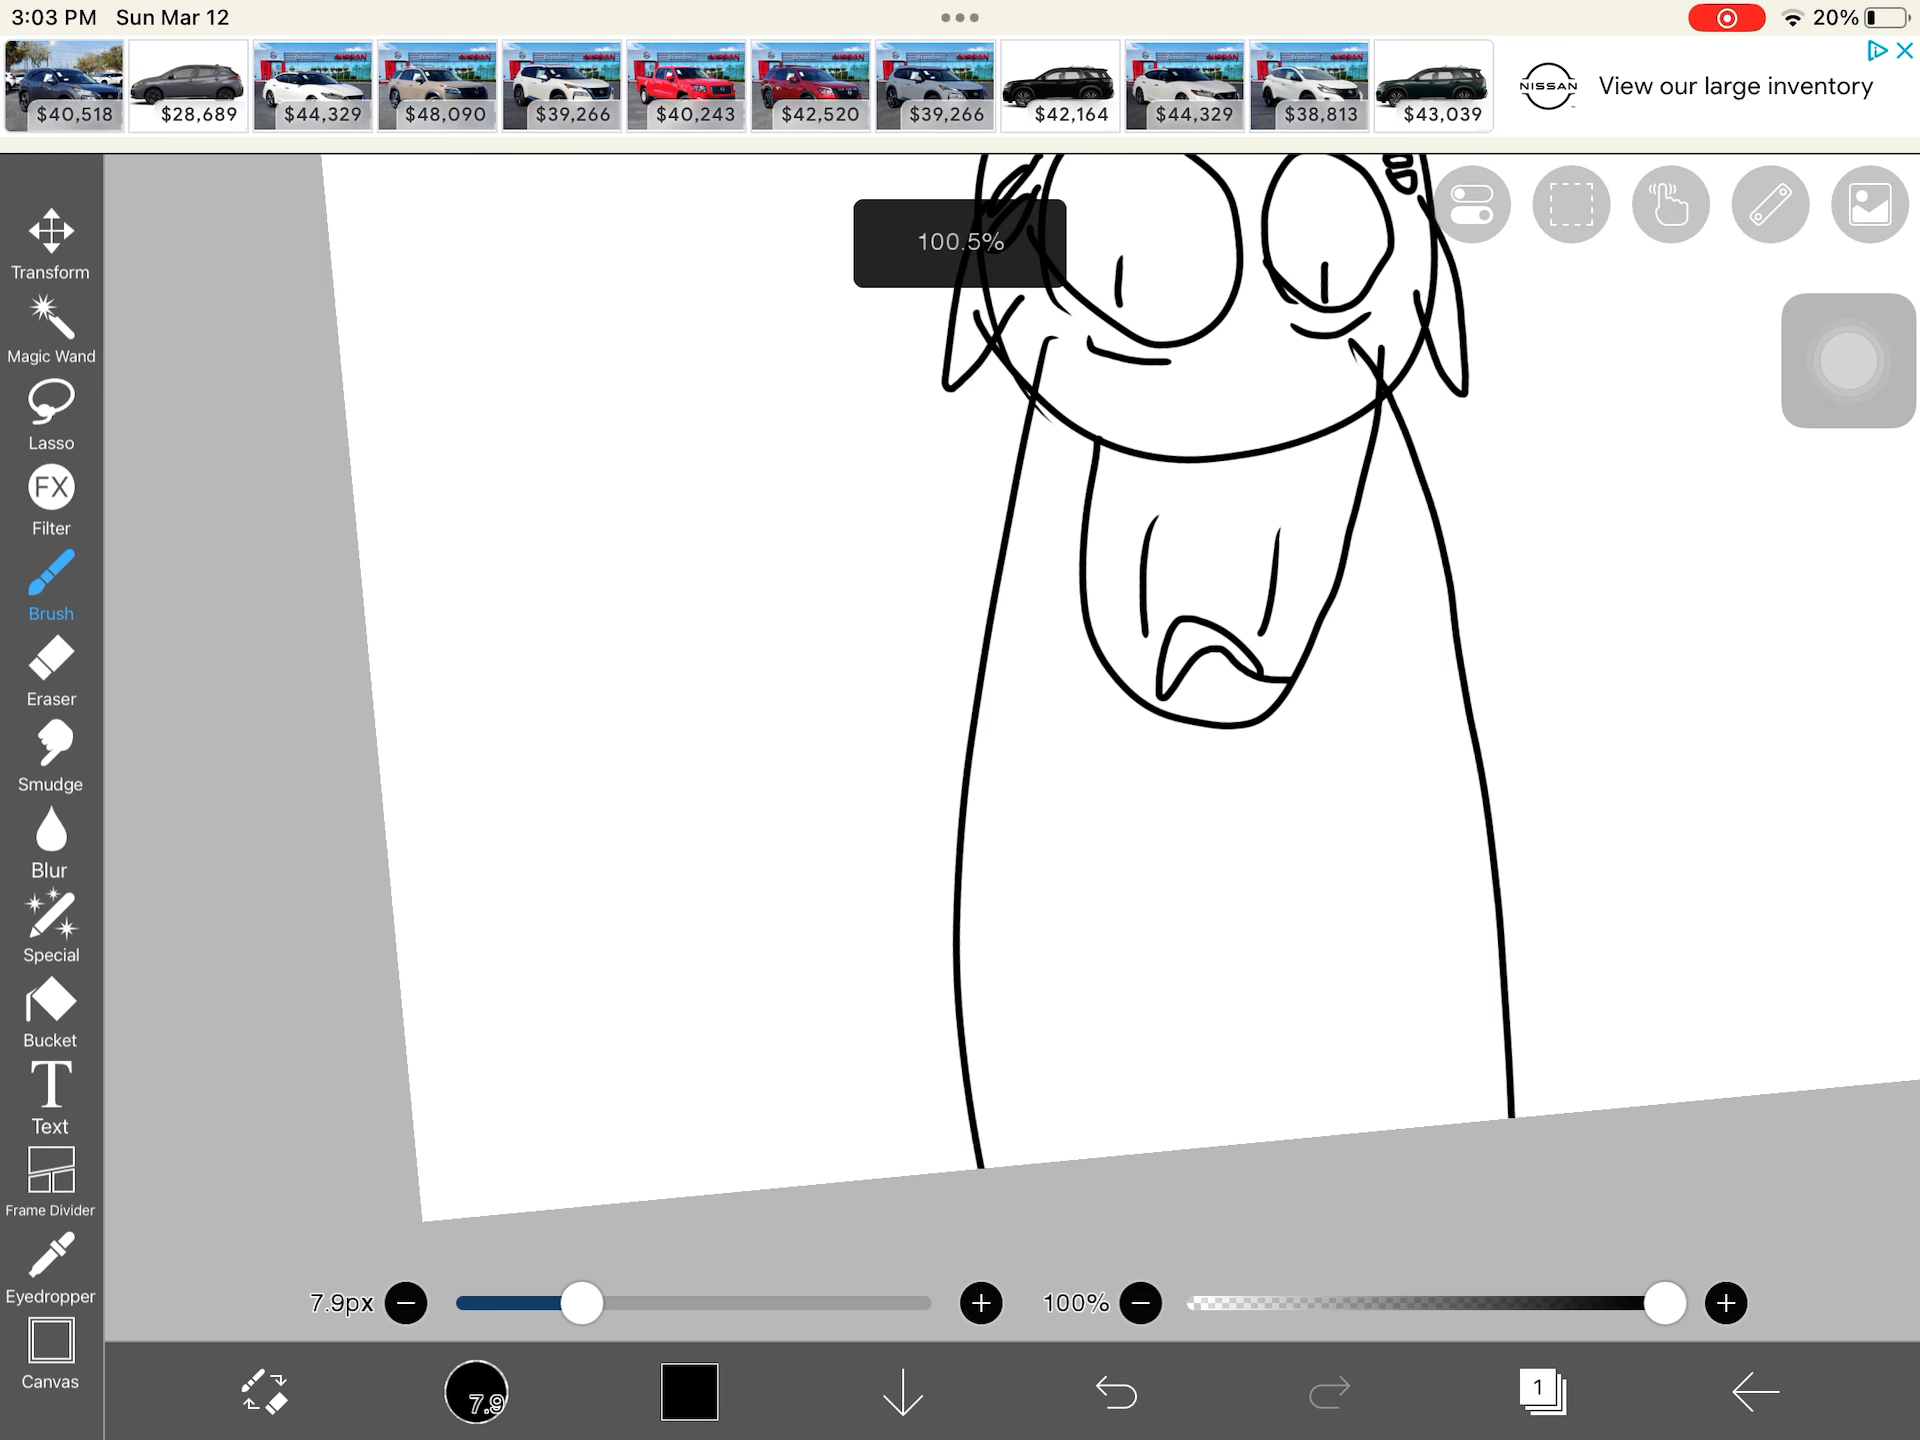 3:03 PM Sun Mar 12
20%
$40,518
$28,689
$44,329
$48,090
$39,266
$40,243
$42,520
$39,266
$42,164
$44,329
$38,813
$43,039
NISSAN
View our large inventory
Transform
Magic Wand
Lasso
FX
Filter
Brush
Eraser
Smudge
Blur
Special
Bucket
T
Text
Frame Divider
Eyedropper
Canvas
100.5%
7.9px
100%
7.9
1